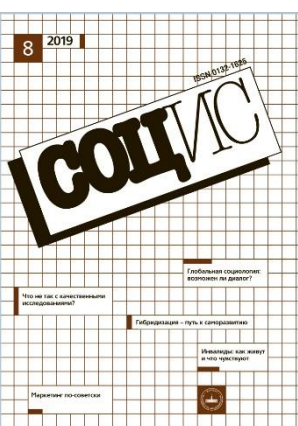 8
2019
ISSN 0132-1625
СОЦИС
Глобальная социология:
возможен ли диалог?
Что не так с качественными
исследованиями?
Гибридизация – путь к саморазвитию
Инвалиды: как живут
и что чувствуют
Маркетинг по-советски